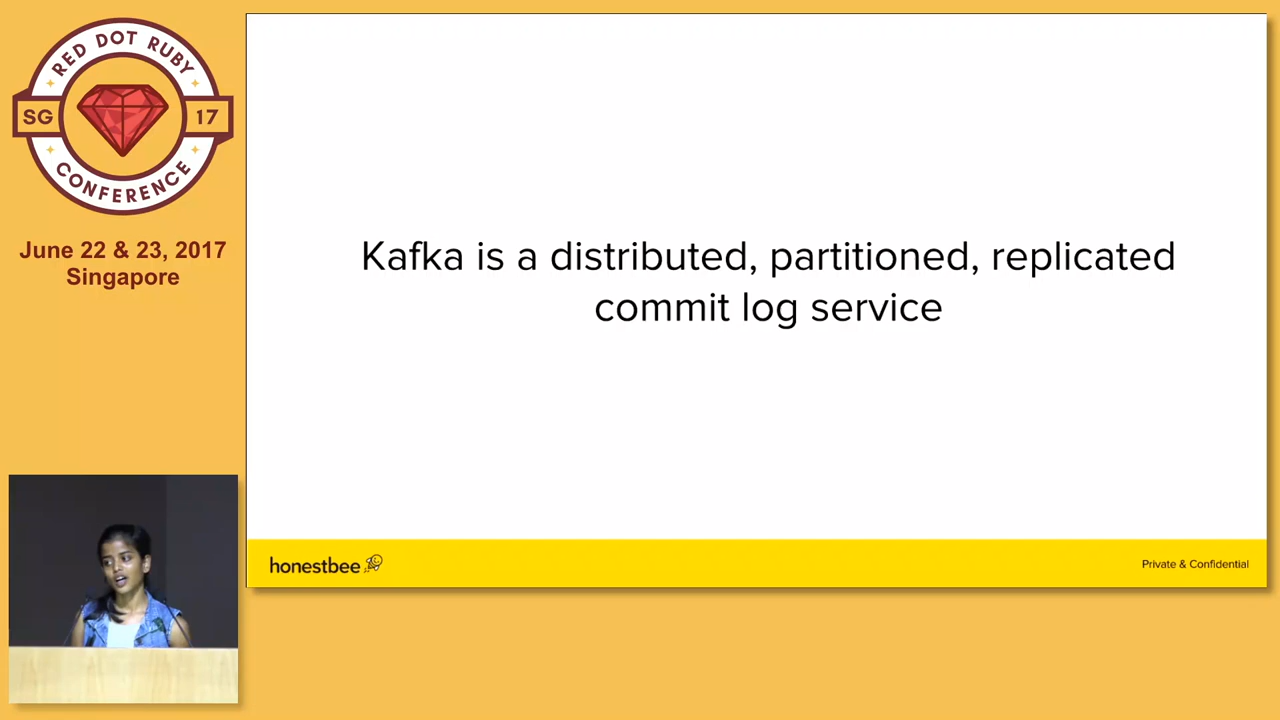 RED DOT RUBY
SG 17
CONFERENCE
June 22 & 23, 2017
Singapore
Kafka is a distributed, partitioned, replicated
commit log service
honestbee
Private & Confidential